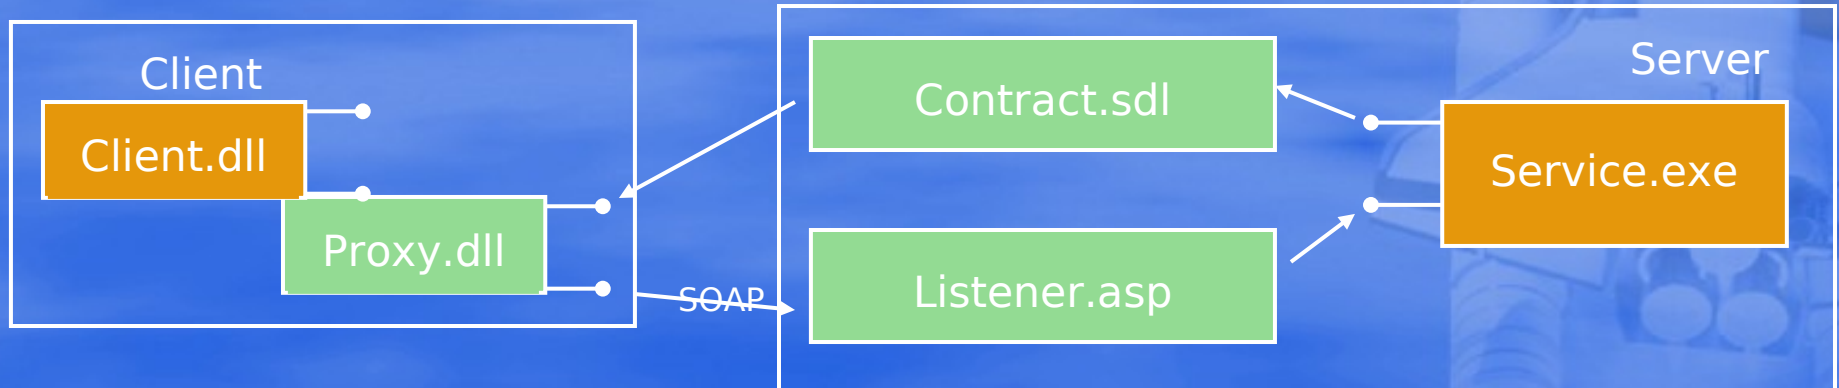 Client
Client.dll
Proxy.dll
SOAP
Contract.sdl
Listener.asp
Server
Service.exe